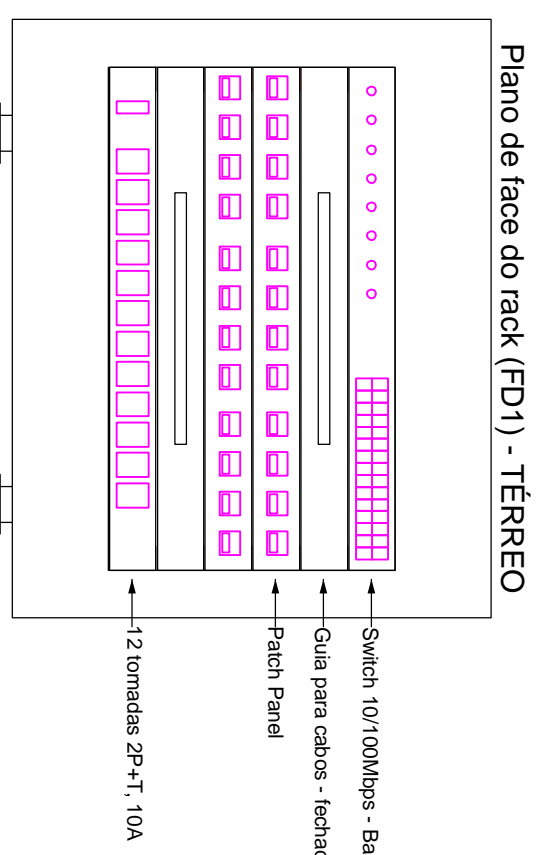 Plano de face do rack (FD1) - TÉRREO
Switch 10/100Mbps - Ba
Guia para cabos - fechad
Patch Panel
12 tomadas 2P+T, 10A